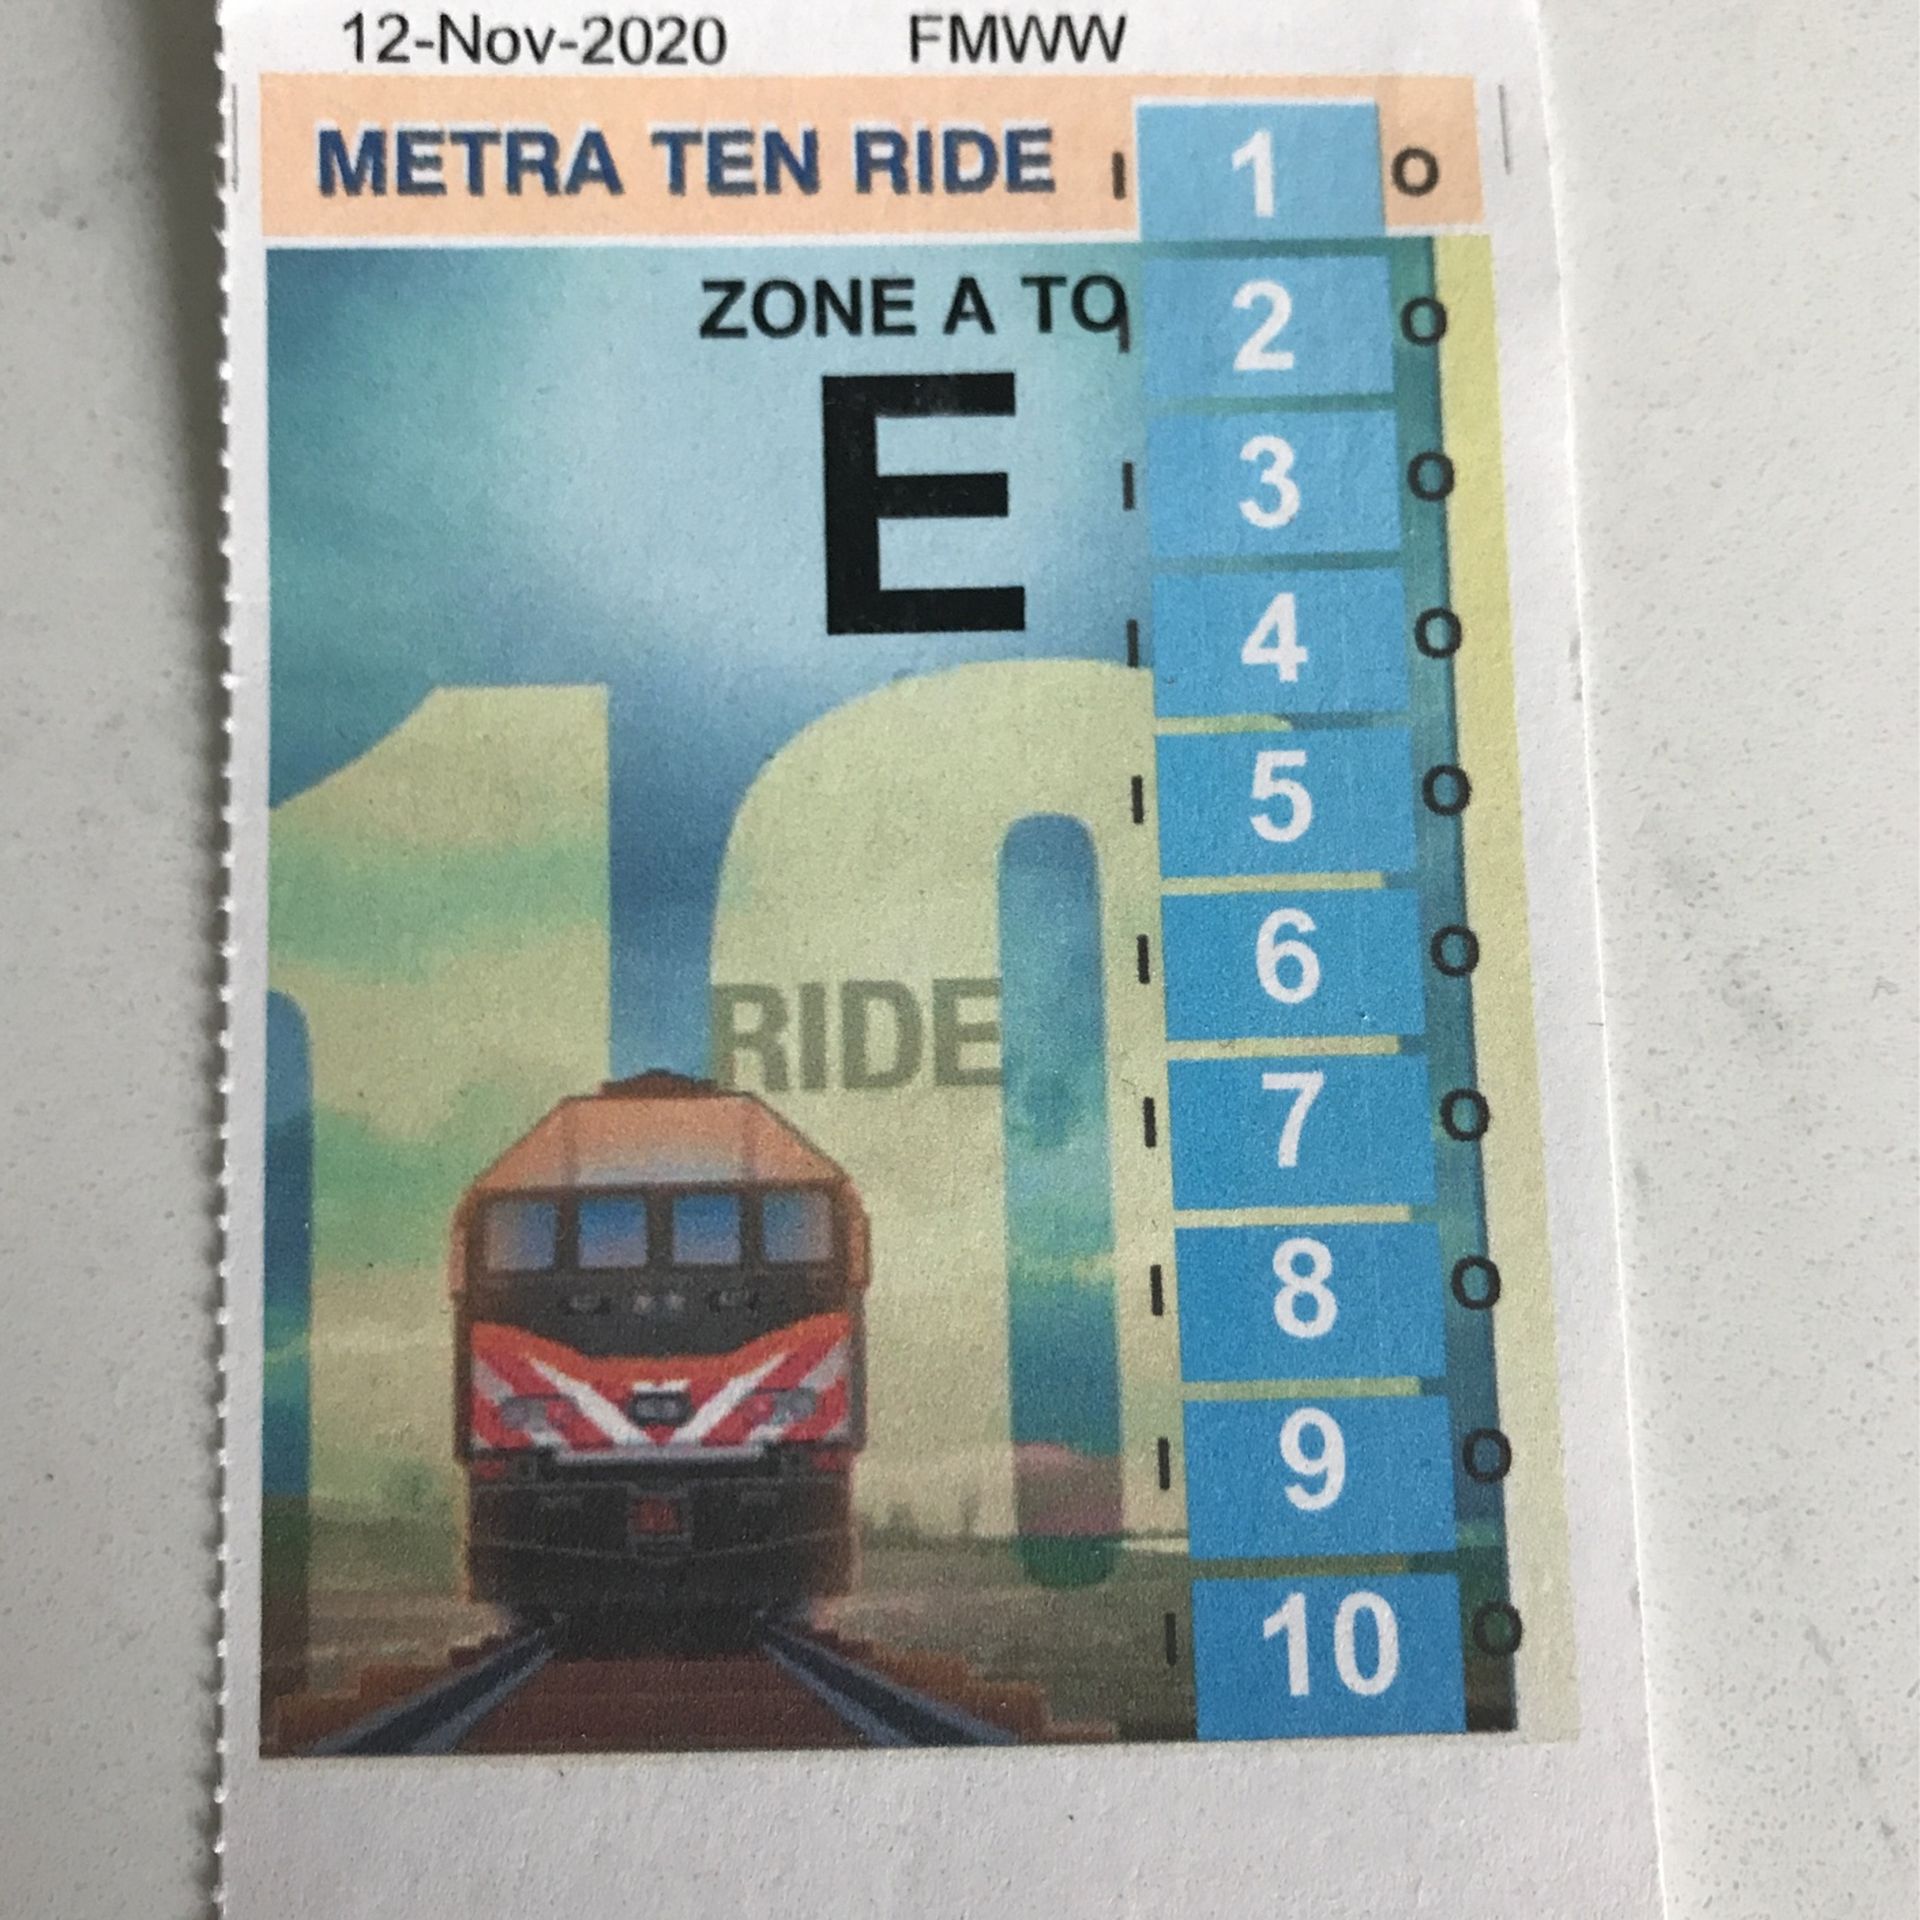 12-Nov-2020 FMWW
METRA TEN RIDE I 1 O
ZONE A TO I 2 O
E
I 3 O
I 4 O
I 5 O
10
I 6 O
RIDE
I 7 O
I 8 O
I 9 O
I 10 O